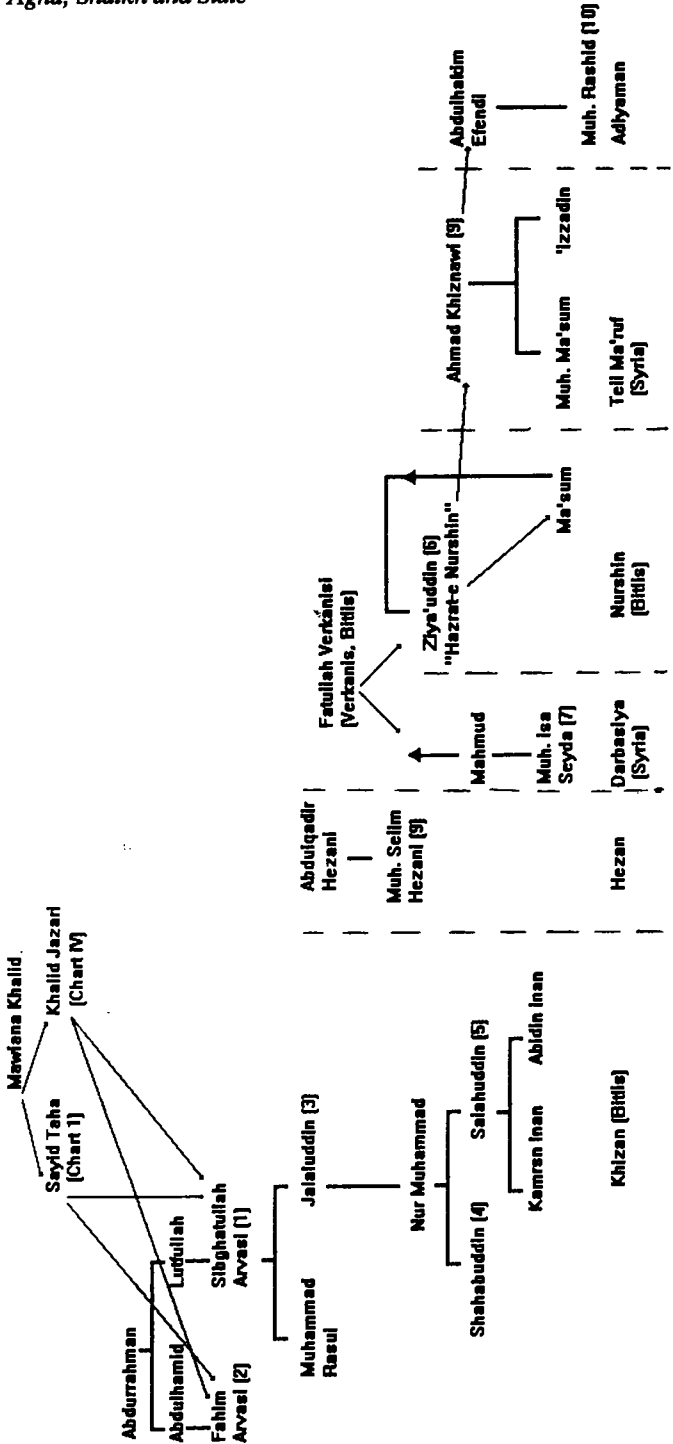 Agha, Shaikh and State
Mawlana Khalid
Sayid Taha
[Chart 1]
Khalid Jazari
[Chart IV]
Abdurrahman
Abdulhamid
Lutfullah
Fahim
Arvasi [2]
Sibghatullah
Arvasi [1]
Muhammad
Rasul
Jalaluddin [3]
Nur Muhammad
Shahabuddin [4]
Salahuddin [5]
Kamran Inan
Abidin Inan
Khizan [Bitlis]
Abdulqadir
Hezani
Muh. Selim
Hezani [9]
Hezan
Fatullah Verkanisi
[Verkanis, Bitlis]
Mahmud
Muh. Isa
Seyda [7]
Darbasiya
[Syria]
Ziya'uddin [6]
"Hazrat-e Nurshin"
Ma'sum
Nurshin
[Bitlis]
Ahmad Khiznawi [9]
Muh. Ma'sum
'Izzadin
Tell Ma'ruf
[Syria]
Abdulhakim
Efendi
Muh. Rashid [10]
Adiyaman